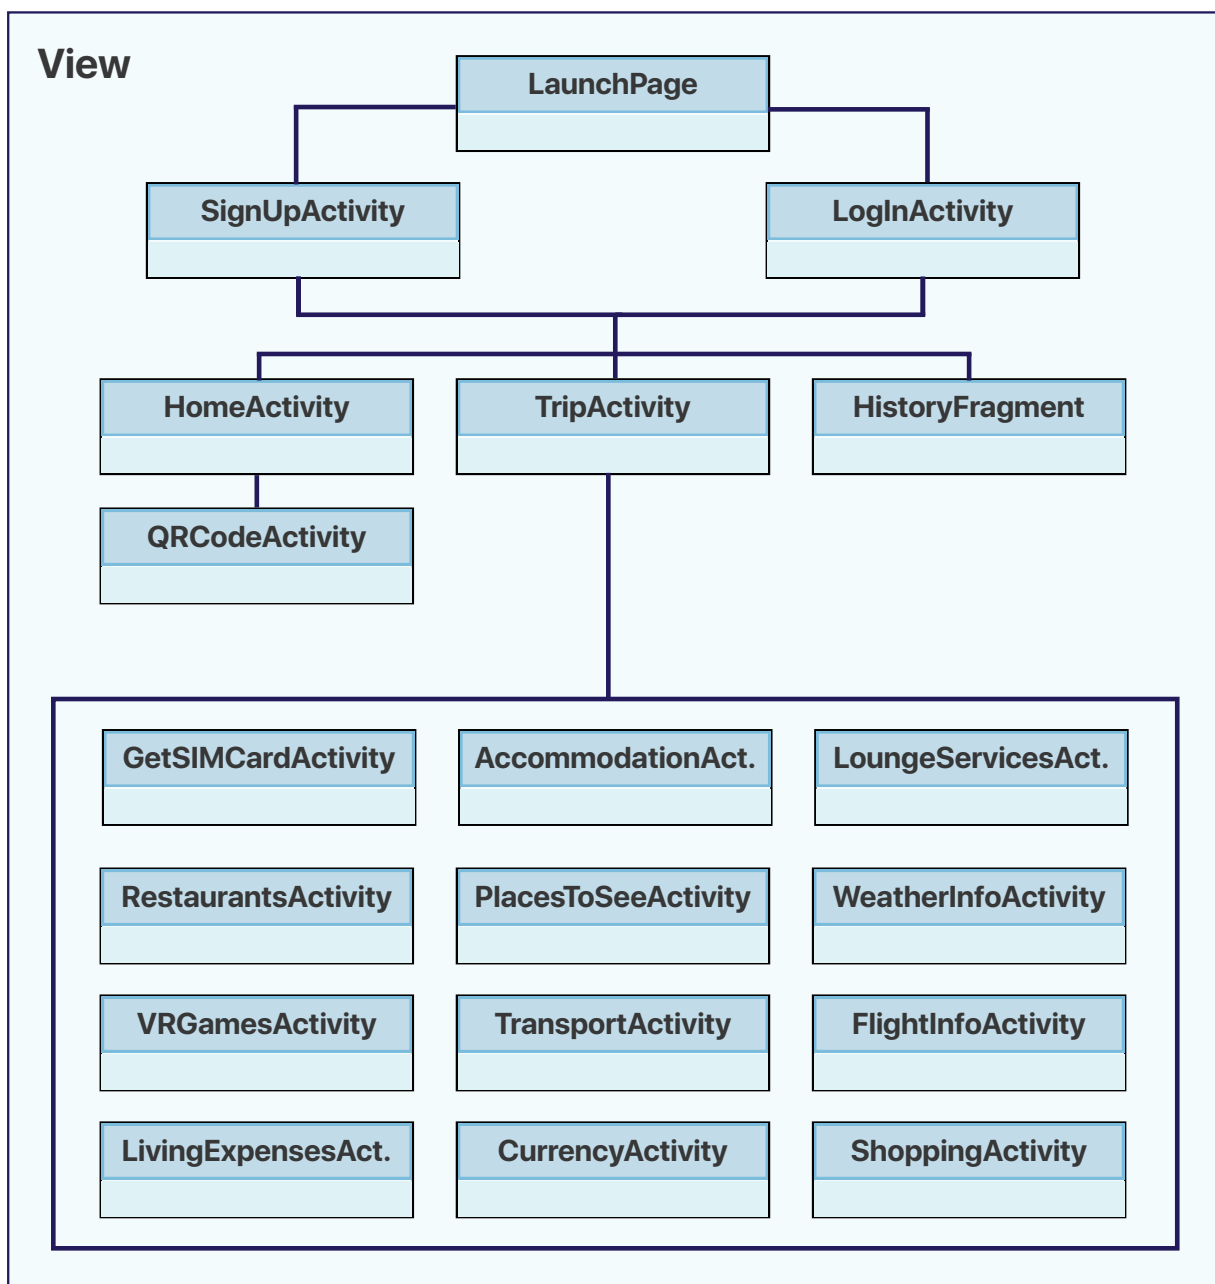 View
LaunchPage
SignUpActivity
LogInActivity
HomeActivity
TripActivity
HistoryFragment
QRCodeActivity
GetSIMCardActivity
AccommodationAct.
LoungeServicesAct.
RestaurantsActivity
PlacesToSeeActivity
WeatherInfoActivity
VRGamesActivity
TransportActivity
FlightInfoActivity
LivingExpensesAct.
CurrencyActivity
ShoppingActivity